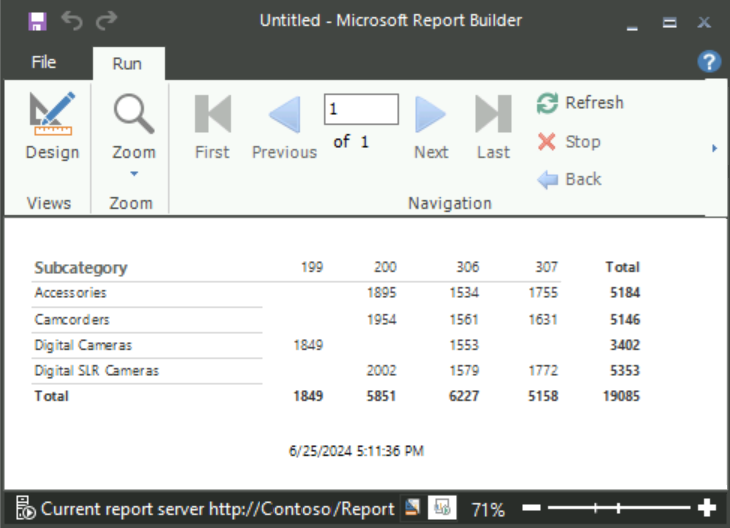 Untitled - Microsoft Report Builder
File Run
Design Zoom First Previous 1 of 1 Next Last Refresh
Stop
Back
Views Zoom Navigation
Subcategory 199 200 306 307 Total
Accessories 1895 1534 1755 5184
Camcorders 1954 1561 1631 5146
Digital Cameras 1849 1553 3402
Digital SLR Cameras 2002 1579 1772 5353
Total 1849 5851 6227 5158 19085
6/25/2024 5:11:36 PM
Current report server http://Contoso/Report 71%